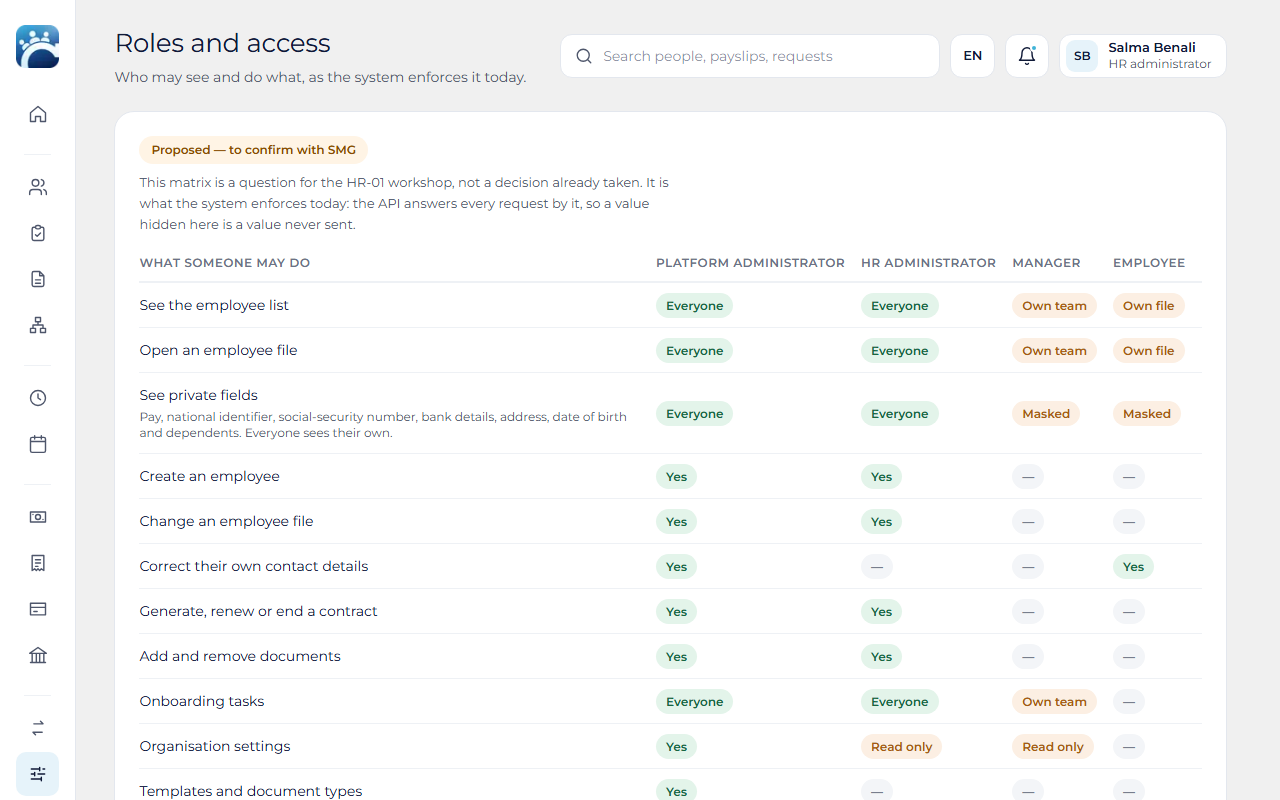 Roles and access
Who may see and do what, as the system enforces it today.
Search people, payslips, requests
EN
SB
Salma Benali
HR administrator
Proposed — to confirm with SMG
This matrix is a question for the HR-01 workshop, not a decision already taken. It is
what the system enforces today: the API answers every request by it, so a value
hidden here is a value never sent.
WHAT SOMEONE MAY DO PLATFORM ADMINISTRATOR HR ADMINISTRATOR MANAGER EMPLOYEE
See the employee list Everyone Everyone Own team Own file
Open an employee file Everyone Everyone Own team Own file
See private fields
Pay, national identifier, social-security number, bank details, address, date of birth
and dependents. Everyone sees their own.
Everyone Everyone Masked Masked
Create an employee Yes Yes — —
Change an employee file Yes Yes — —
Correct their own contact details Yes — — Yes
Generate, renew or end a contract Yes Yes — —
Add and remove documents Yes Yes — —
Onboarding tasks Everyone Everyone Own team —
Organisation settings Yes Read only Read only —
Templates and document types Yes — — —